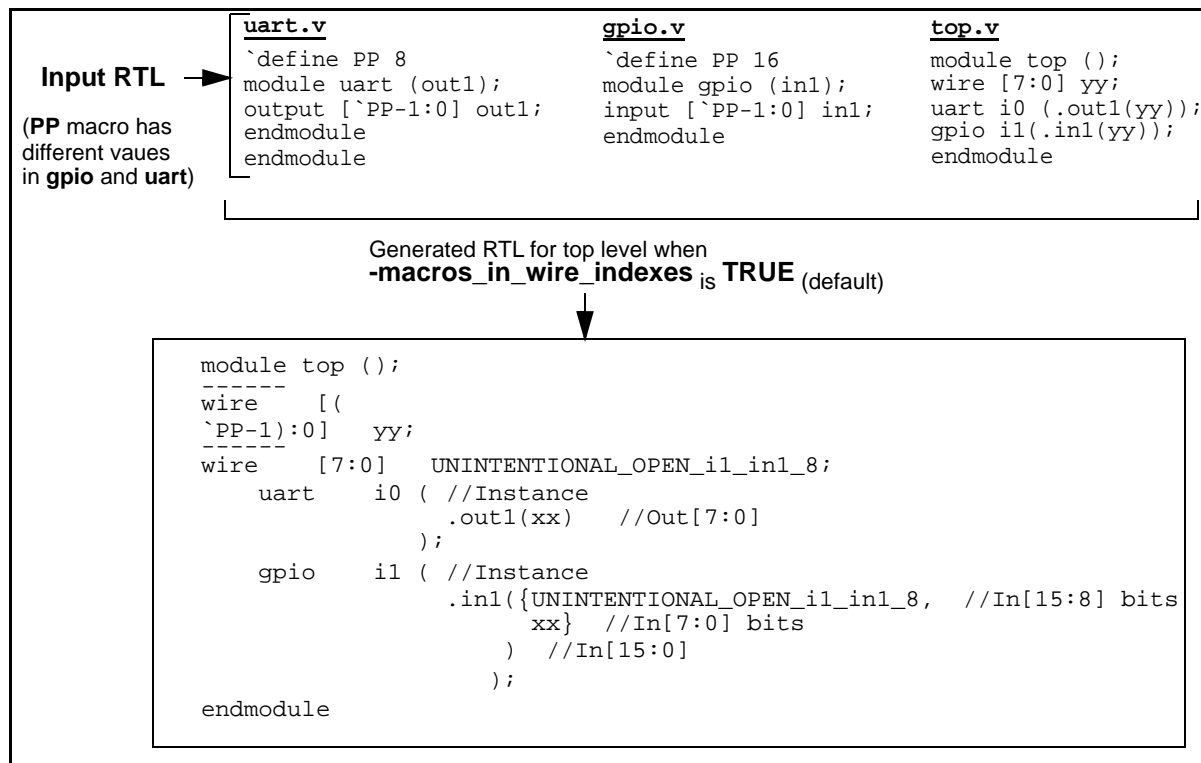 Input RTL
(PP macro has
different vaues
in gpio and uart)
uart.v
`define PP 8
module uart (out1);
output [`PP-1:0] out1;
endmodule
endmodule
gpio.v
`define PP 16
module gpio (in1);
input [`PP-1:0] in1;
endmodule
top.v
module top ();
wire [7:0] yy;
uart i0 (.out1(yy));
gpio i1(.in1(yy));
endmodule
Generated RTL for top level when
-macros_in_wire_indexes is TRUE (default)
module top ();
------
wire [(
`PP-1):0] yy;
------
wire [7:0] UNINTENTIONAL_OPEN_i1_in1_8;
uart i0 ( //Instance
.out1(xx) //Out[7:0]
);
gpio i1 ( //Instance
.in1({UNINTENTIONAL_OPEN_i1_in1_8, //In[15:8] bits
xx} //In[7:0] bits
) //In[15:0]
);
endmodule